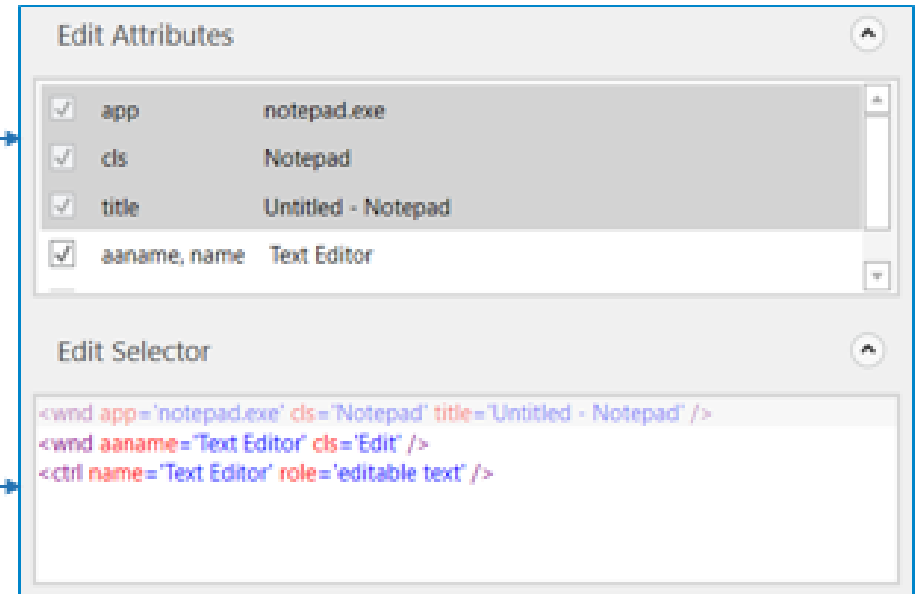 Edit Attributes
app notepad.exe
cls Notepad
title Untitled - Notepad
aaname, name Text Editor
Edit Selector
<wnd app='notepad.exe' cls='Notepad' title='Untitled - Notepad' />
<wnd aaname='Text Editor' cls='Edit' />
<ctrl name='Text Editor' role='editable text' />